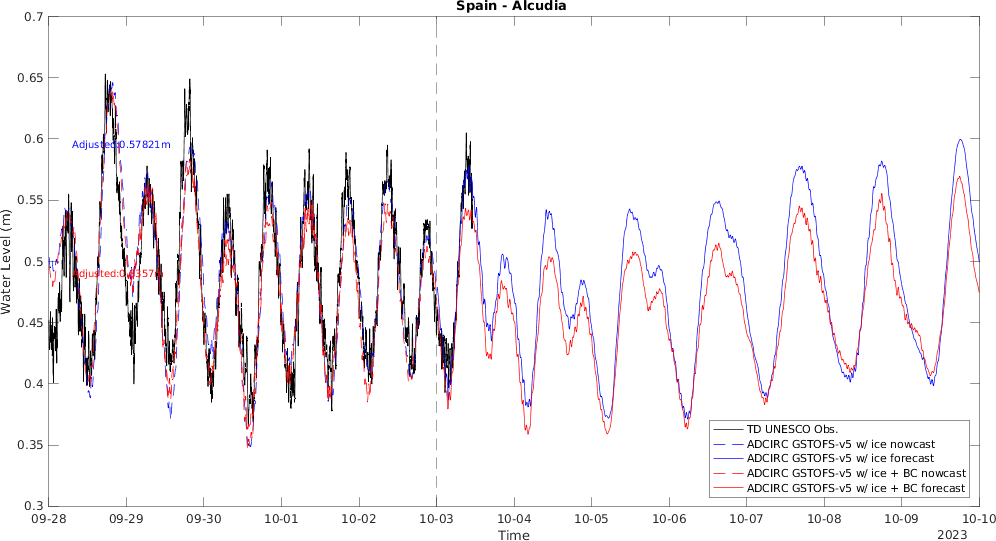 Spain - Alcudia
0.7
0.65
0.6
0.55
0.5
0.45
0.4
0.35
0.3
Water Level (m)
Adjusted:0.57821m
TD UNESCO Obs.
ADCIRC GSTOFS-v5 w/ ice nowcast
ADCIRC GSTOFS-v5 w/ ice forecast
ADCIRC GSTOFS-v5 w/ ice + BC nowcast
ADCIRC GSTOFS-v5 w/ ice + BC forecast
09-28 09-29 09-30 10-01 10-02 10-03 10-04 10-05 10-06 10-07 10-08 10-09 10-10
Time
2023